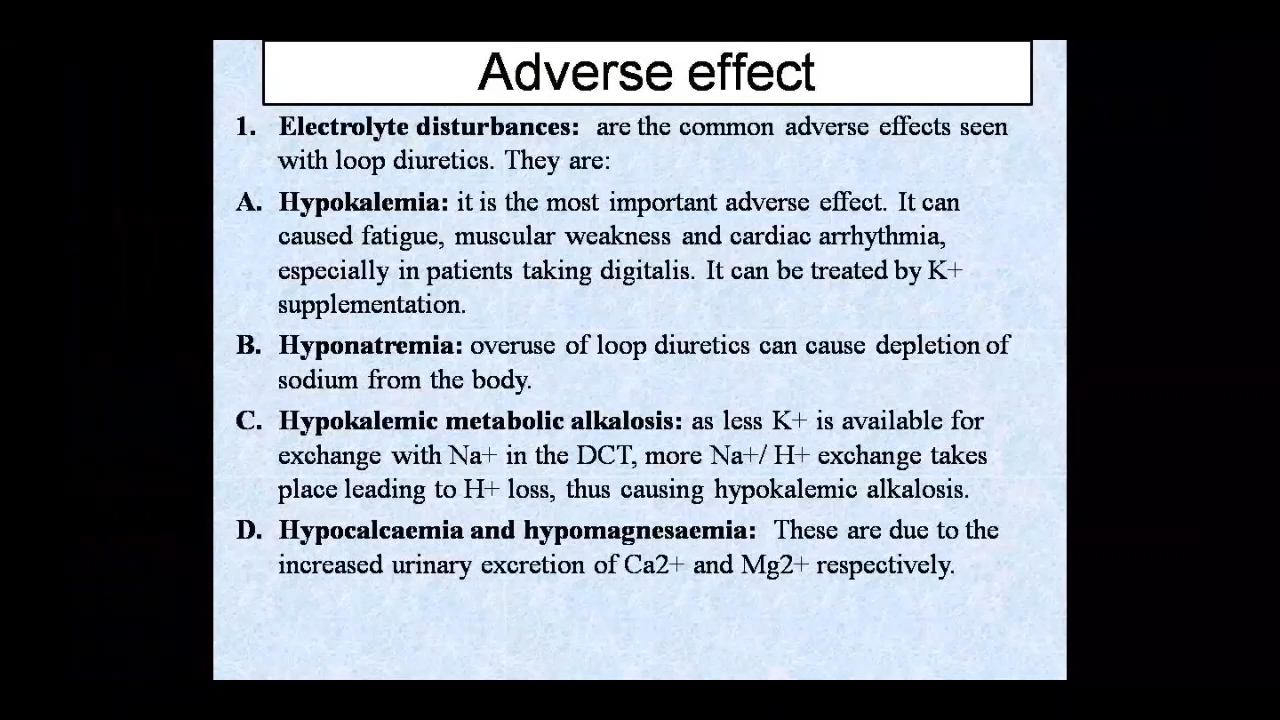 Adverse effect
1. Electrolyte disturbances: are the common adverse effects seen
with loop diuretics. They are:
A. Hypokalemia: it is the most important adverse effect. It can
caused fatigue, muscular weakness and cardiac arrhythmia,
especially in patients taking digitalis. It can be treated by K+
supplementation.
B. Hyponatremia: overuse of loop diuretics can cause depletion of
sodium from the body.
C. Hypokalemic metabolic alkalosis: as less K+ is available for
exchange with Na+ in the DCT, more Na+/ H+ exchange takes
place leading to H+ loss, thus causing hypokalemic alkalosis.
D. Hypocalcaemia and hypomagnesaemia: These are due to the
increased urinary excretion of Ca2+ and Mg2+ respectively.